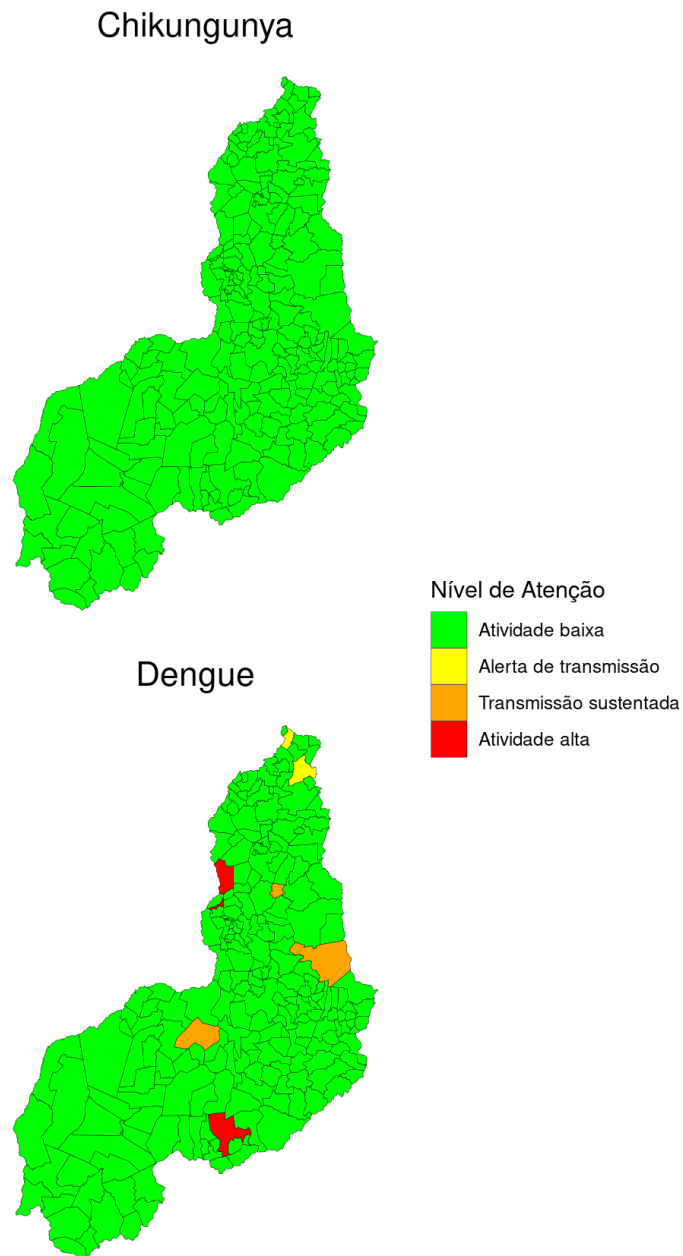 Chikungunya
Nível de Atenção
Atividade baixa
Alerta de transmissão
Transmissão sustentada
Atividade alta
Dengue